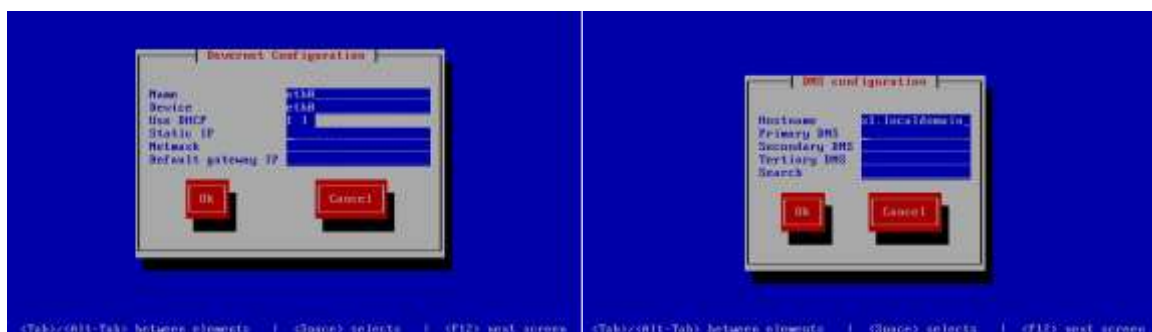 Devernet Configuration
Name eth0
Device eth0
Use DHCP [ ]
Static IP
Netmask
Default gateway IP
Ok Cancel
<Tab>/<Alt-Tab> between elements | <Space> selects | <F12> next screen
DNS configuration
Hostname z1.localdomain
Primary DNS
Secondary DNS
Tertiary DNS
Search
Ok Cancel
<Tab>/<Alt-Tab> between elements | <Space> selects | <F12> next screen